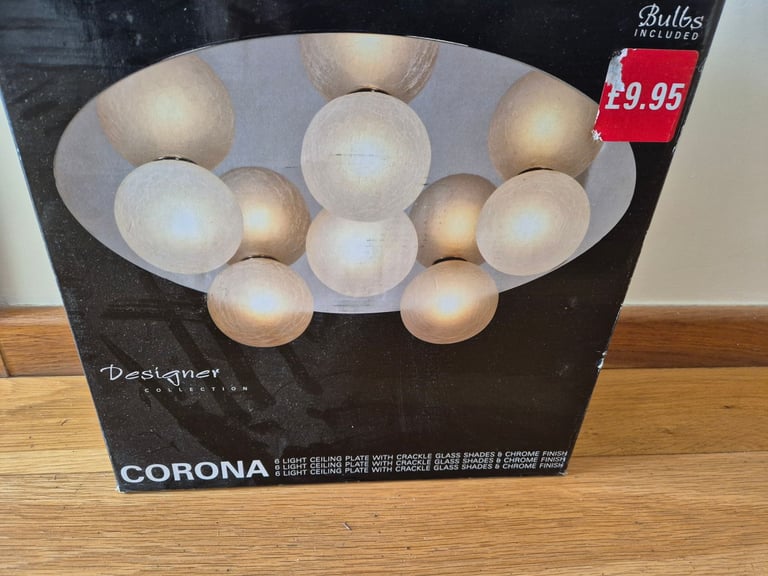 Bulbs
INCLUDED
£9.95
Designer
COLLECTION
CORONA
6 LIGHT CEILING PLATE WITH CRACKLE GLASS SHADES & CHROME FINISH
6 LIGHT CEILING PLATE WITH CRACKLE GLASS SHADES & CHROME FINISH
6 LIGHT CEILING PLATE WITH CRACKLE GLASS SHADES & CHROME FINISH